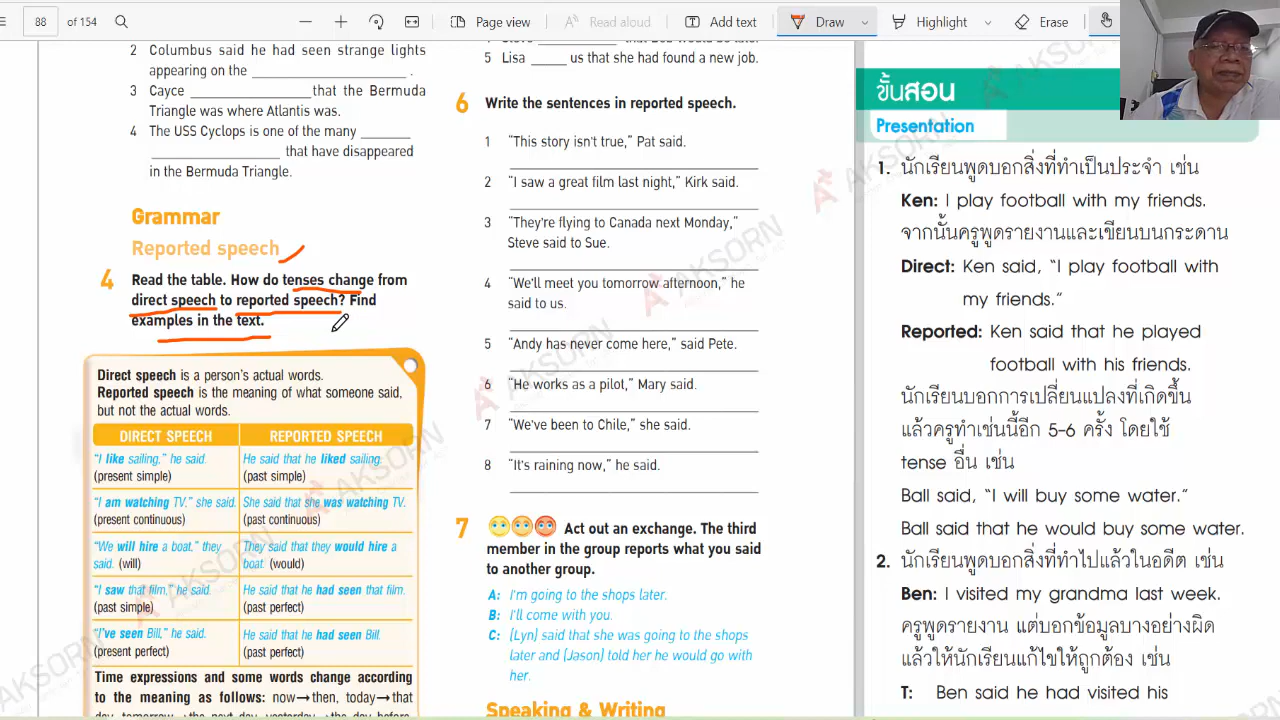 88 of 154 Page view Read aloud Add text Draw Highlight Erase
2 Columbus said he had seen strange lights
appearing on the ______________ .
3 Cayce ______________ that the Bermuda
Triangle was where Atlantis was.
4 The USS Cyclops is one of the many ______
______________ that have disappeared
in the Bermuda Triangle.
Grammar
Reported speech
4 Read the table. How do tenses change from
direct speech to reported speech? Find
examples in the text.
Direct speech is a person's actual words.
Reported speech is the meaning of what someone said,
but not the actual words.
DIRECT SPEECH REPORTED SPEECH
"I like sailing," he said.
(present simple)
He said that he liked sailing.
(past simple)
"I am watching TV," she said.
(present continuous)
She said that she was watching TV.
(past continuous)
"We will hire a boat," they
said. (will)
They said that they would hire a
boat. (would)
"I saw that film," he said.
(past simple)
He said that he had seen that film.
(past perfect)
"I've seen Bill," he said.
(present perfect)
He said that he had seen Bill.
(past perfect)
Time expressions and some words change according
to the meaning as follows: now→then, today→that
5 Lisa _____ us that she had found a new job.
6 Write the sentences in reported speech.
1 "This story isn't true," Pat said.
2 "I saw a great film last night," Kirk said.
3 "They're flying to Canada next Monday,"
Steve said to Sue.
4 "We'll meet you tomorrow afternoon," he
said to us.
5 "Andy has never come here," said Pete.
6 "He works as a pilot," Mary said.
7 "We've been to Chile," she said.
8 "It's raining now," he said.
7 Act out an exchange. The third
member in the group reports what you said
to another group.
A: I'm going to the shops later.
B: I'll come with you.
C: (Lyn) said that she was going to the shops
later and (Jason) told her he would go with
her.
Speaking & Writing
ขั้นสอน
Presentation
1. นักเรียนพูดบอกสิ่งที่ทำเป็นประจำ เช่น
Ken: I play football with my friends.
จากนั้นครูพูดรายงานและเขียนบนกระดาน
Direct: Ken said, "I play football with
my friends."
Reported: Ken said that he played
football with his friends.
นักเรียนบอกการเปลี่ยนแปลงที่เกิดขึ้น
แล้วครูทำเช่นนี้อีก 5-6 ครั้ง โดยใช้
tense อื่น เช่น
Ball said, "I will buy some water."
Ball said that he would buy some water.
2. นักเรียนพูดบอกสิ่งที่ทำไปแล้วในอดีต เช่น
Ben: I visited my grandma last week.
ครูพูดรายงาน แต่บอกข้อมูลบางอย่างผิด
แล้วให้นักเรียนแก้ไขให้ถูกต้อง เช่น
T: Ben said he had visited his
AKSORN